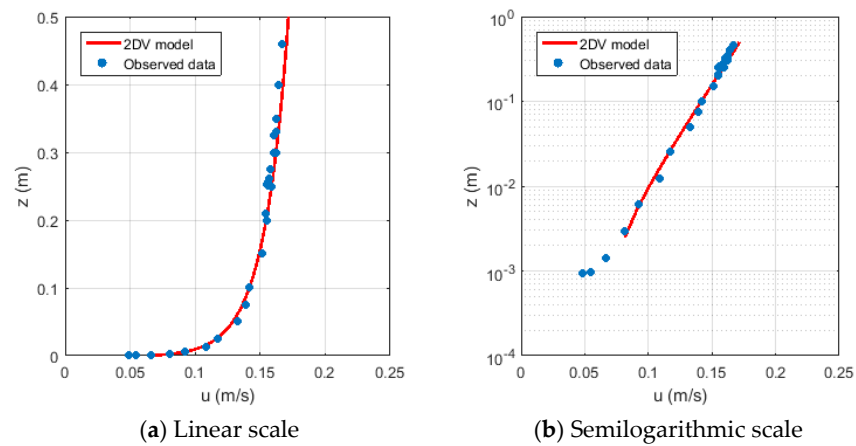 0.5
0.4
0.3
0.2
0.1
0
z (m)
2DV model
Observed data
0
0.05
0.1
0.15
0.2
0.25
u (m/s)
(a) Linear scale
10^0
10^-1
10^-2
10^-3
10^-4
z (m)
2DV model
Observed data
0
0.05
0.1
0.15
0.2
0.25
u (m/s)
(b) Semilogarithmic scale